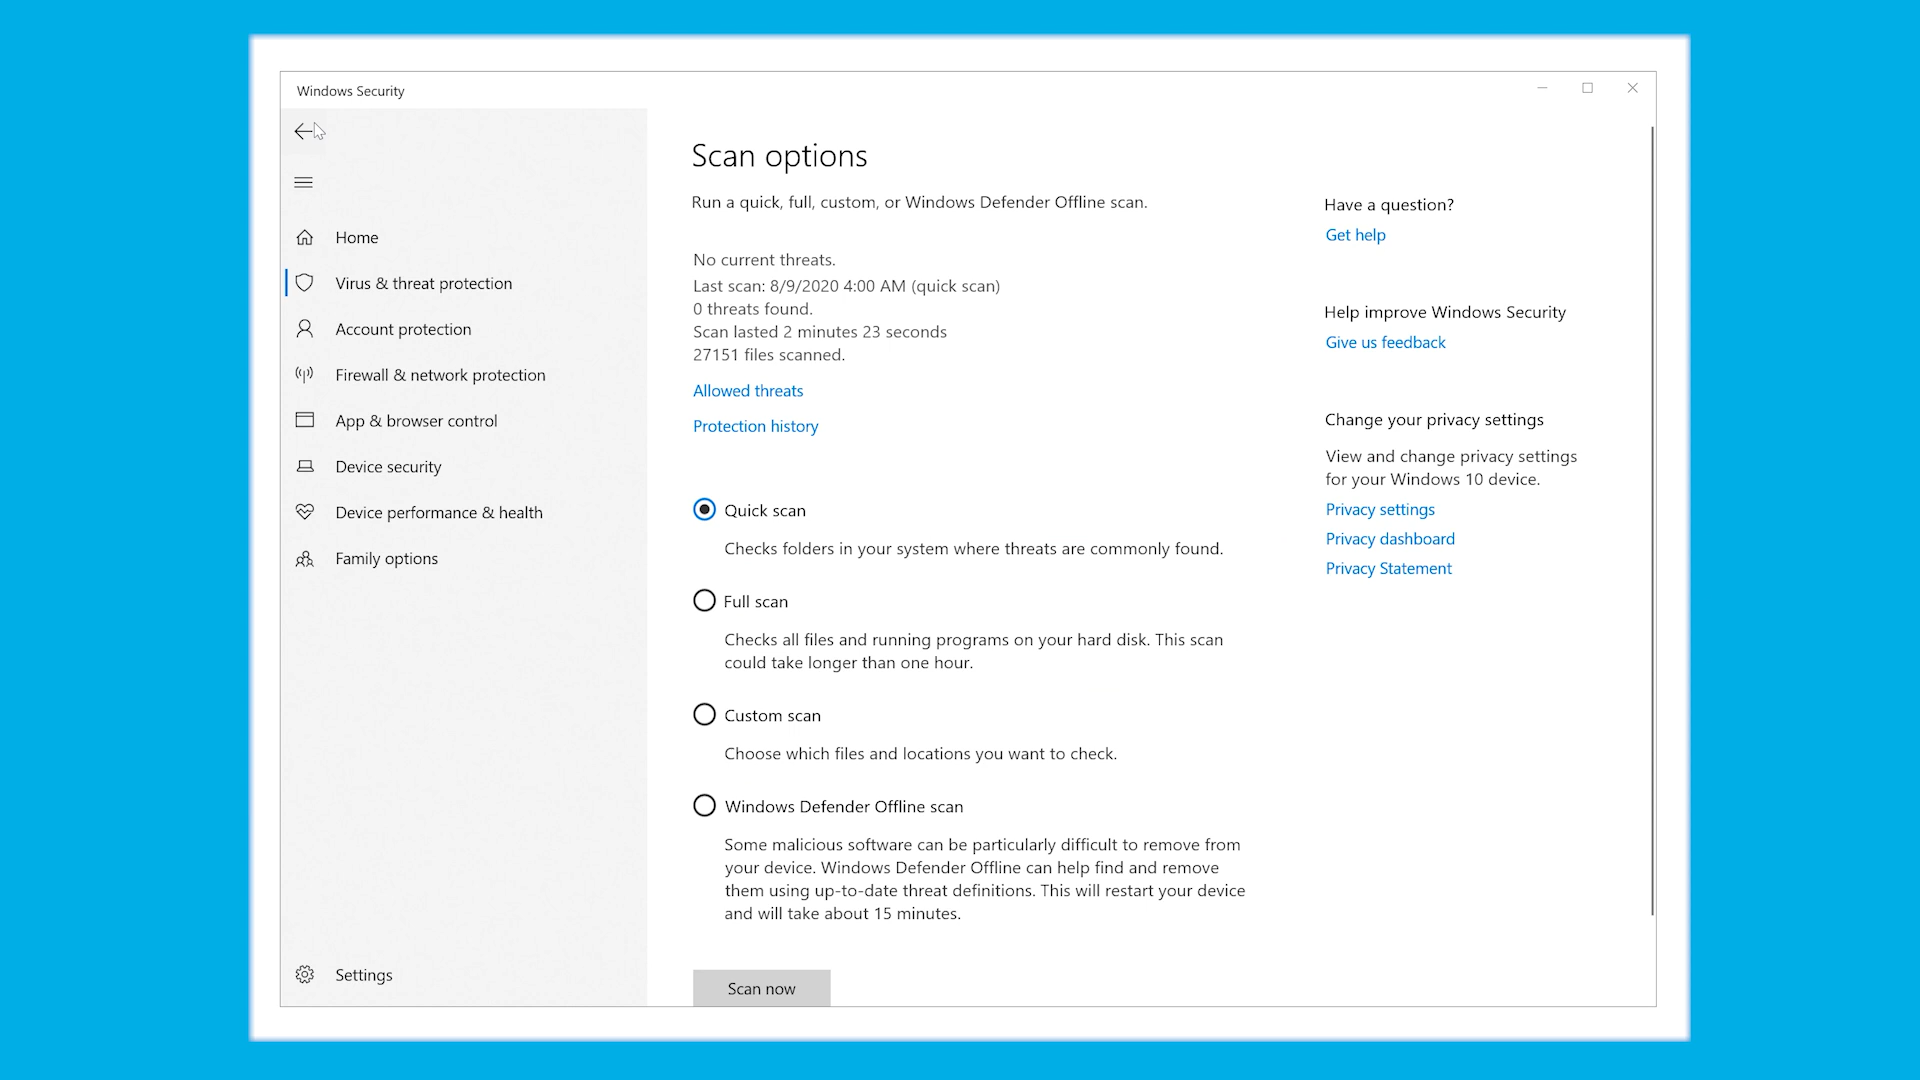 Windows Security
Home
Virus & threat protection
Account protection
Firewall & network protection
App & browser control
Device security
Device performance & health
Family options
Settings
Scan options
Run a quick, full, custom, or Windows Defender Offline scan.
No current threats.
Last scan: 8/9/2020 4:00 AM (quick scan)
0 threats found.
Scan lasted 2 minutes 23 seconds
27151 files scanned.
Allowed threats
Protection history
Quick scan
Checks folders in your system where threats are commonly found.
Full scan
Checks all files and running programs on your hard disk. This scan
could take longer than one hour.
Custom scan
Choose which files and locations you want to check.
Windows Defender Offline scan
Some malicious software can be particularly difficult to remove from
your device. Windows Defender Offline can help find and remove
them using up-to-date threat definitions. This will restart your device
and will take about 15 minutes.
Scan now
Have a question?
Get help
Help improve Windows Security
Give us feedback
Change your privacy settings
View and change privacy settings
for your Windows 10 device.
Privacy settings
Privacy dashboard
Privacy Statement